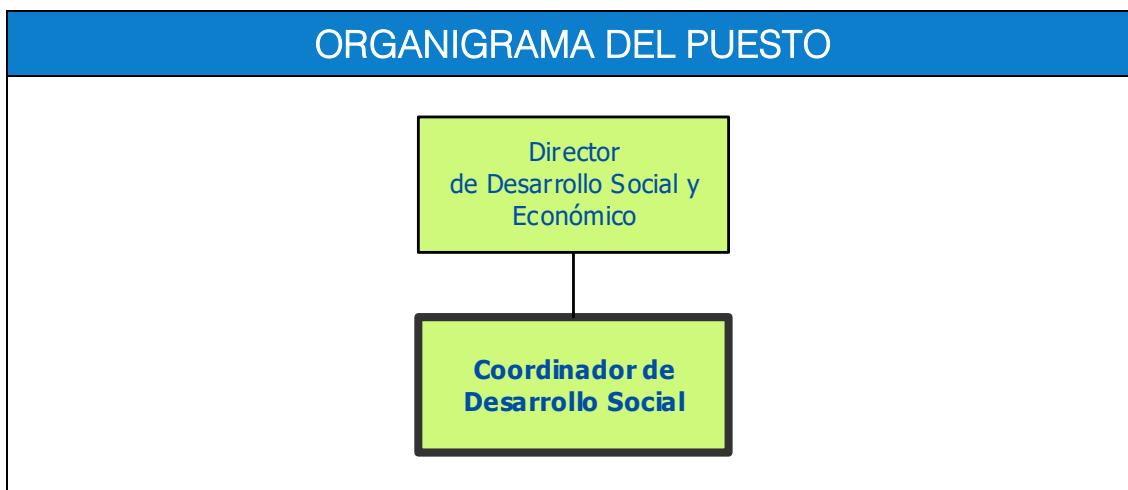 ORGANIGRAMA DEL PUESTO
Director
de Desarrollo Social y
Económico
Coordinador de
Desarrollo Social